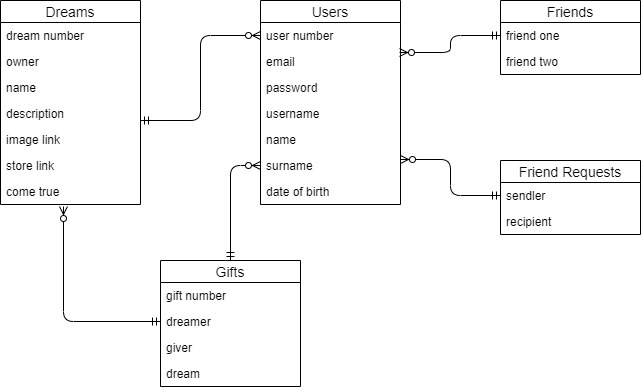 Dreams
dream number
owner
name
description
image link
store link
come true
Users
user number
email
password
username
name
surname
date of birth
Friends
friend one
friend two
Friend Requests
sendler
recipient
Gifts
gift number
dreamer
giver
dream